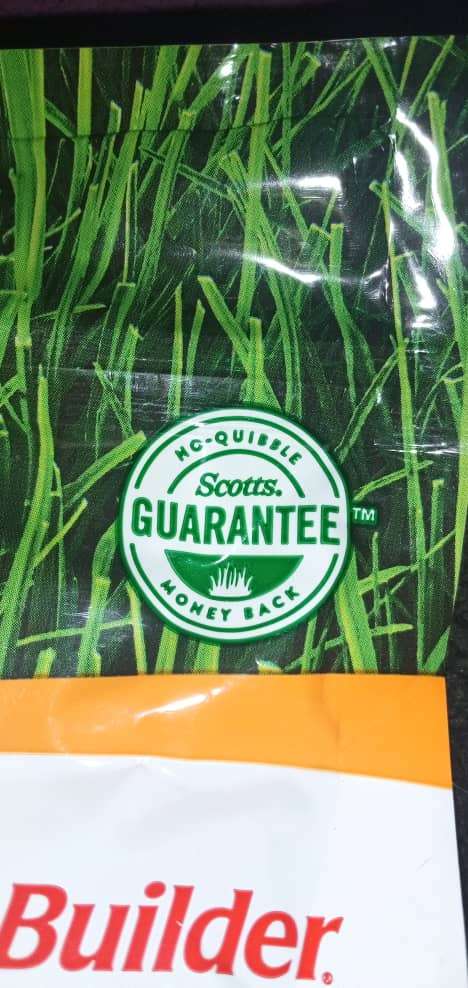 NO-QUIBBLE
Scotts.
GUARANTEE™
MONEY BACK
Builder®